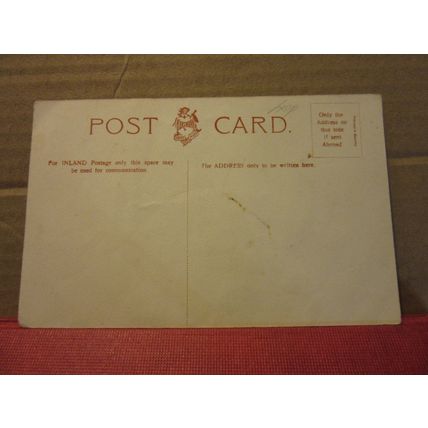 POST CARD.
Only the
Address on
this side
if sent
Abroad
For INLAND Postage only this space may
be used for communication.
The ADDRESS only to be written here.